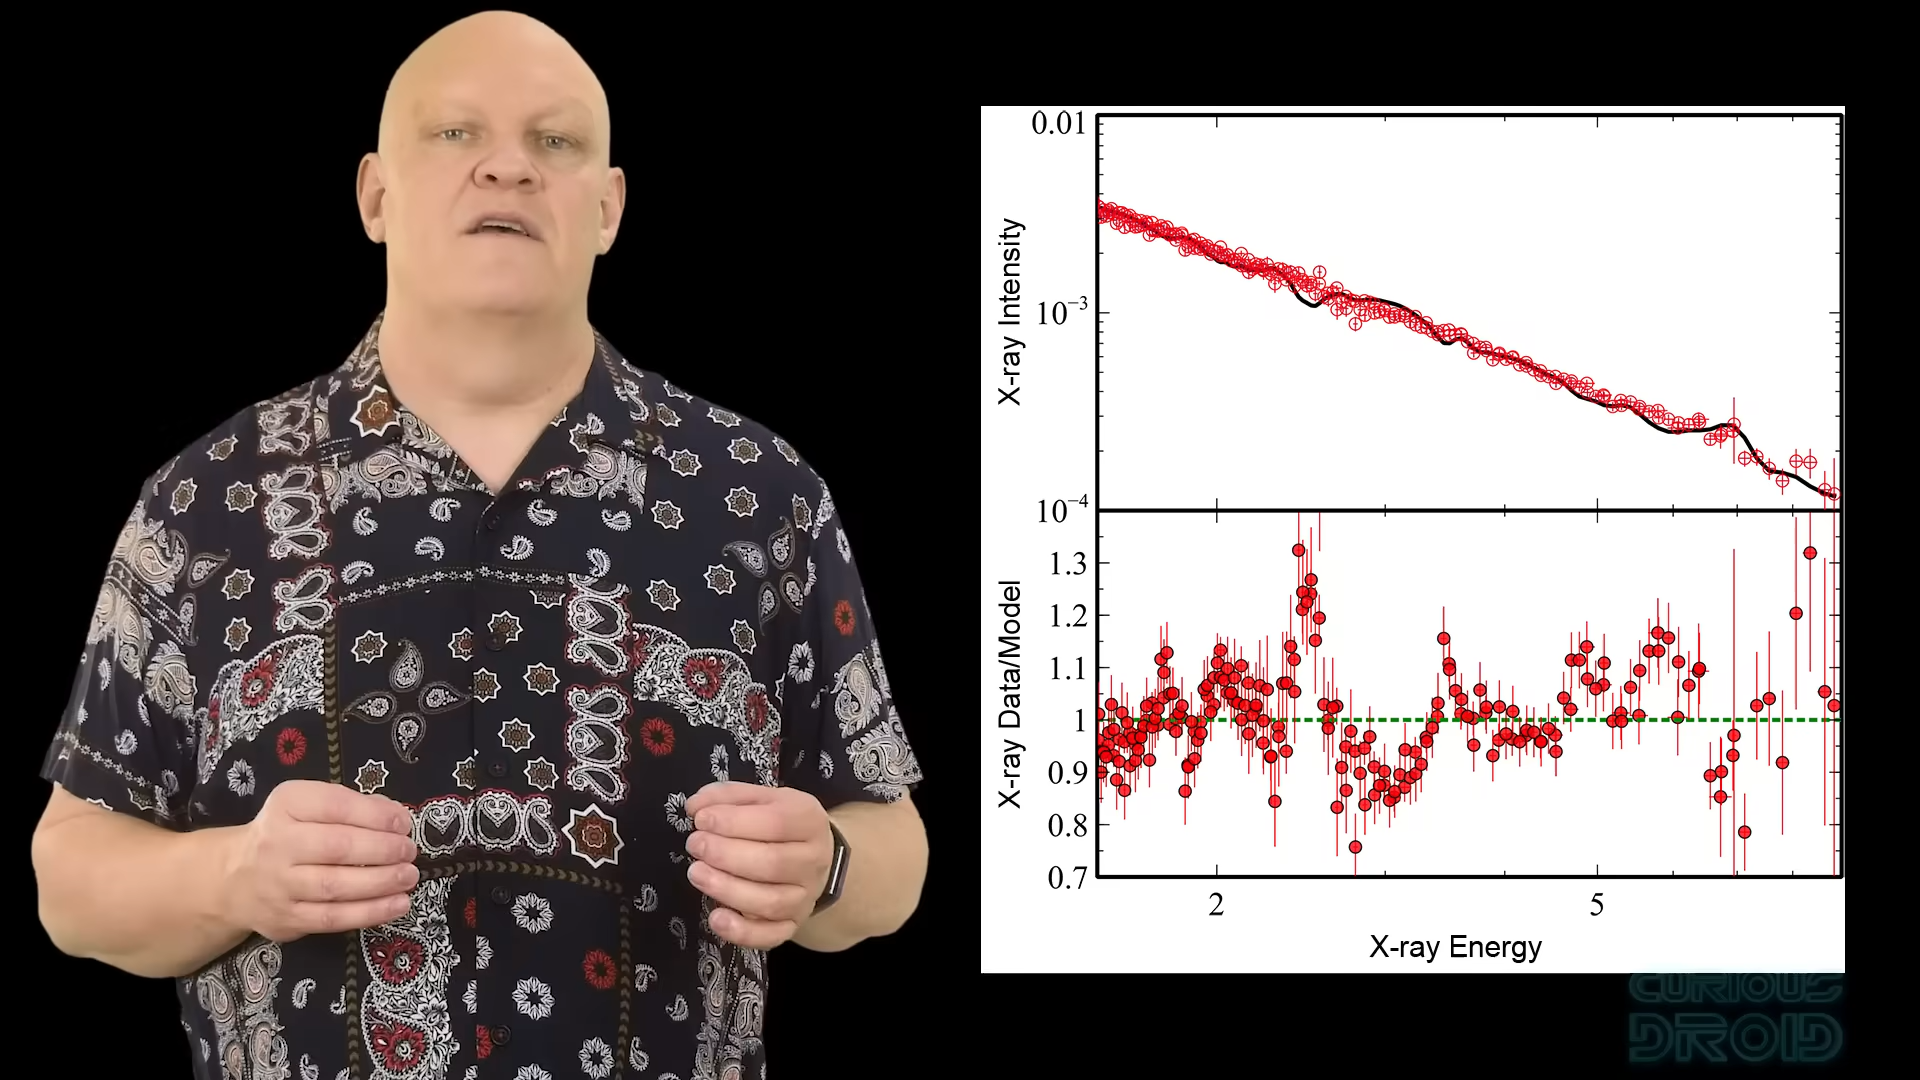 0.01
10⁻³
10⁻⁴
X-ray Intensity
1.3
1.2
1.1
1
0.9
0.8
0.7
X-ray Data/Model
2
5
X-ray Energy
CURIOUS
DROID